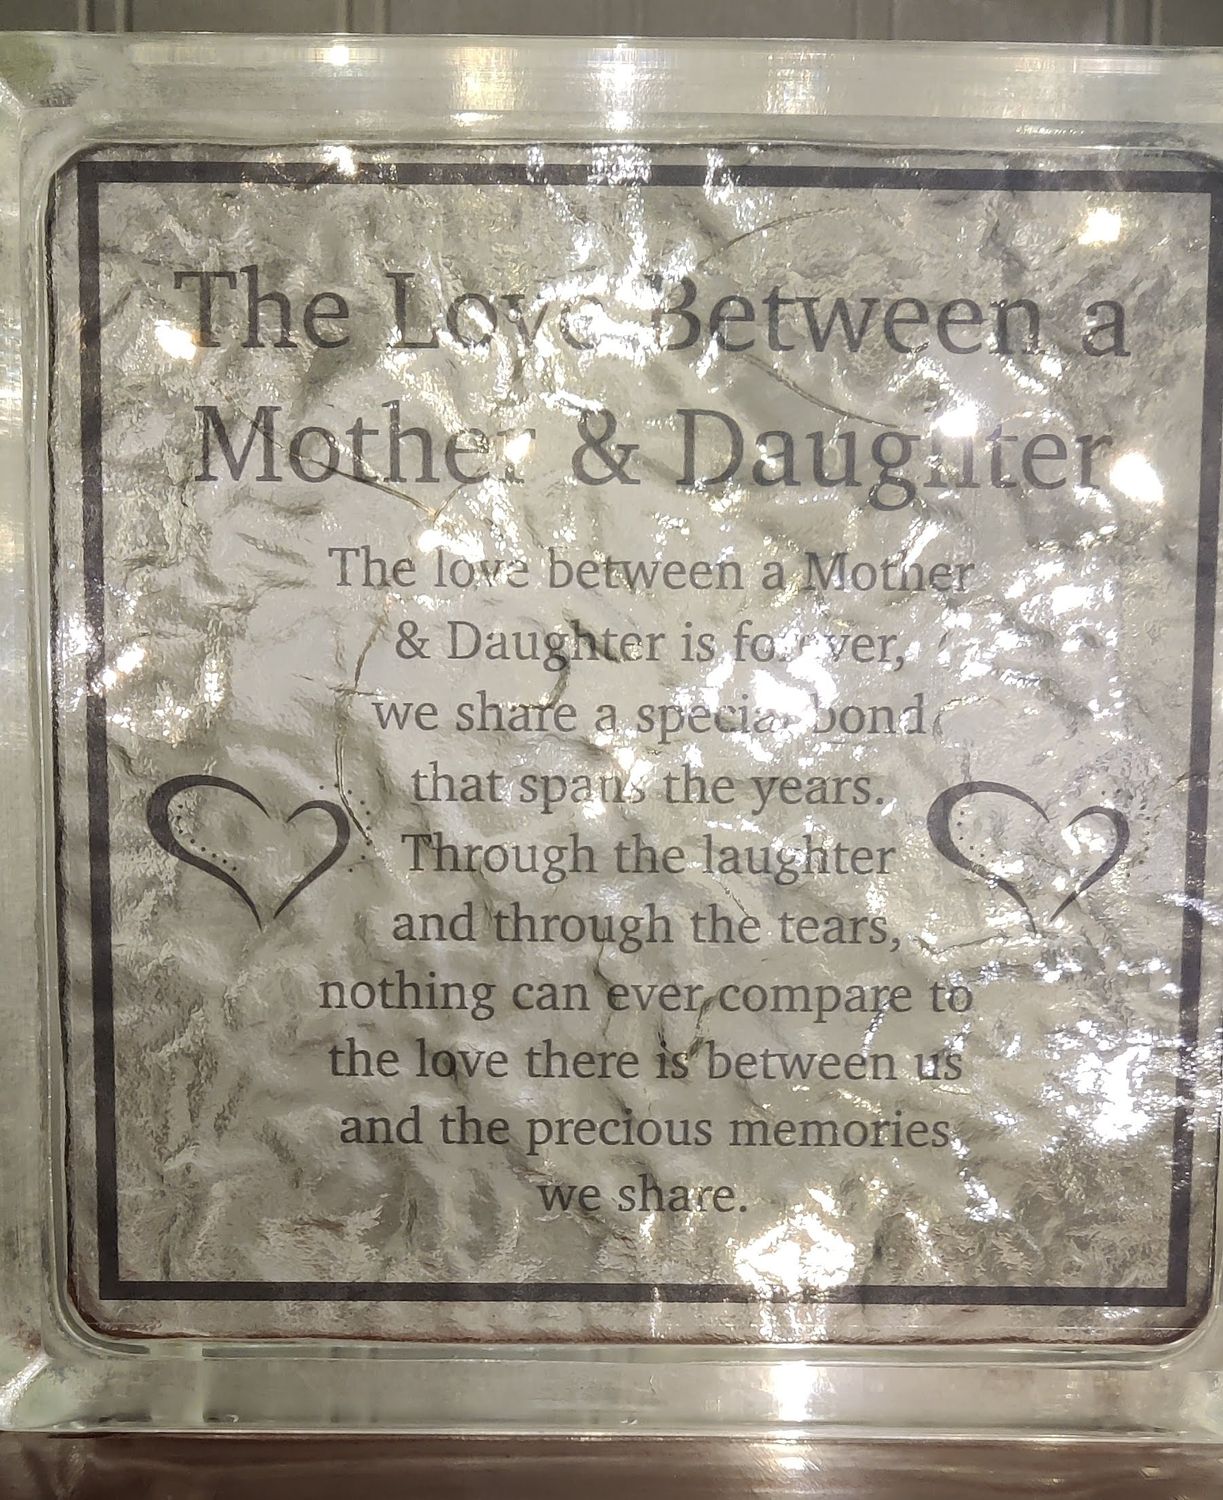 The Love Between a
Mother & Daughter
The love between a Mother
& Daughter is forever,
we share a special bond
that spans the years.
Through the laughter
and through the tears,
nothing can ever compare to
the love there is between us
and the precious memories
we share.